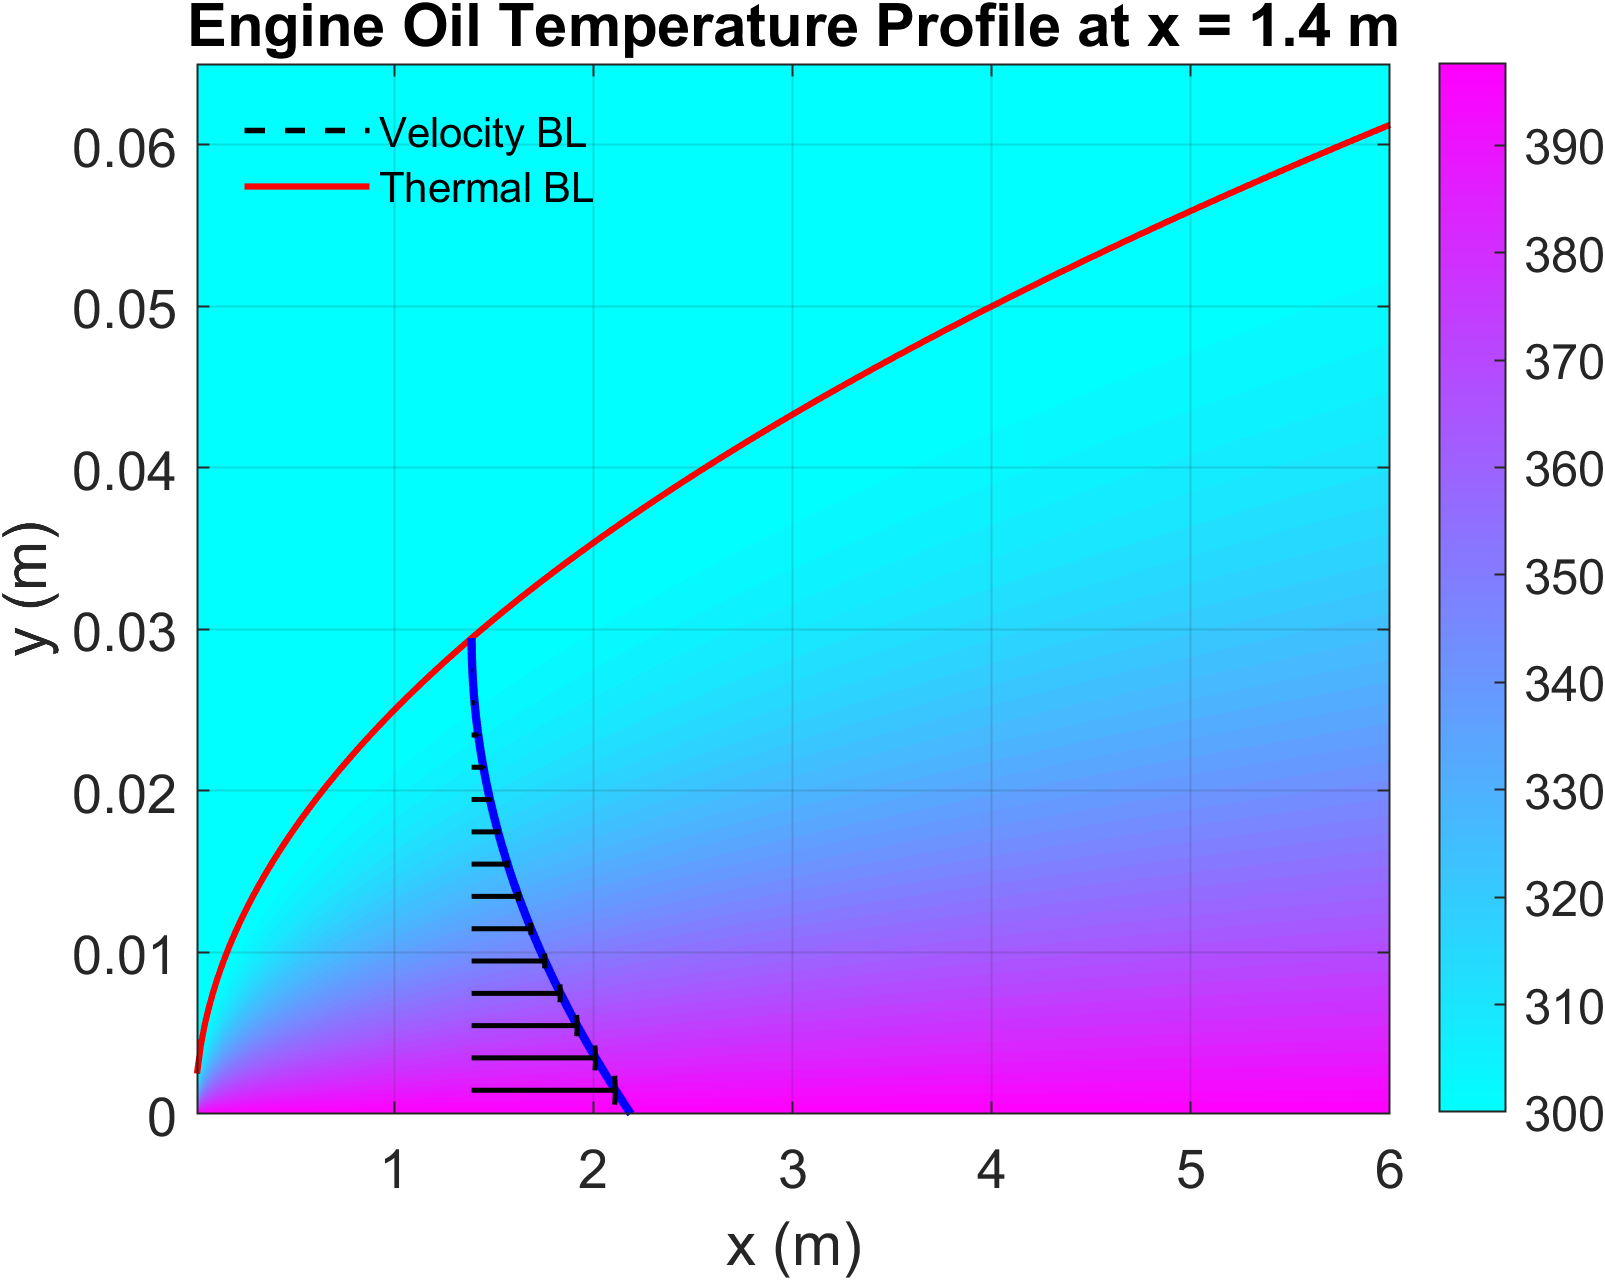 Engine Oil Temperature Profile at x = 1.4 m
Velocity BL
Thermal BL
0.06
0.05
0.04
0.03
0.02
0.01
0
y (m)
1 2 3 4 5 6
x (m)
390
380
370
360
350
340
330
320
310
300